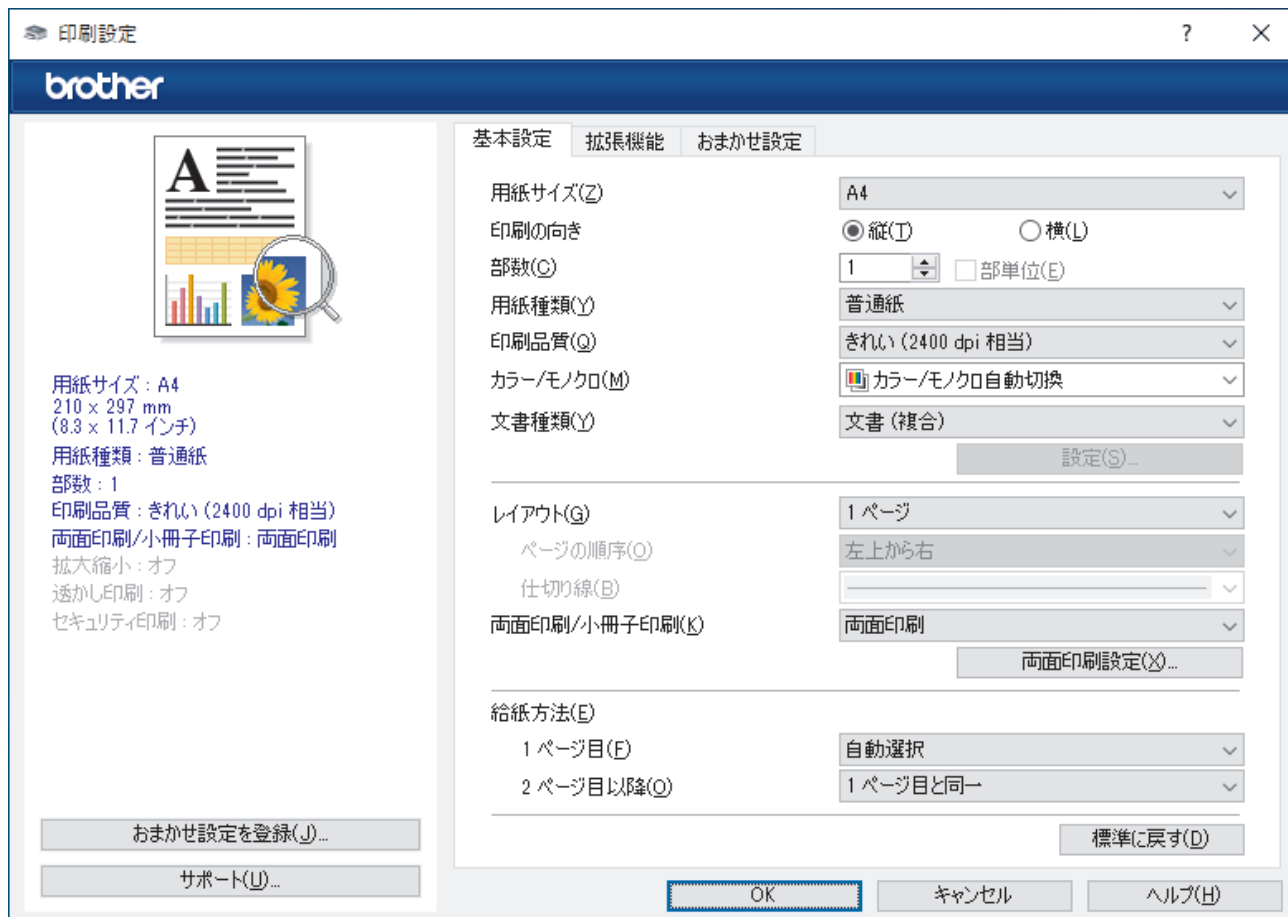 印刷設定
?
brother
A
基本設定 拡張機能 おまかせ設定
用紙サイズ(Z) A4
印刷の向き 縦(T) 横(L)
部数(C) 1 部単位(E)
用紙種類(Y) 普通紙
印刷品質(Q) きれい (2400 dpi 相当)
カラー/モノクロ(M) カラー/モノクロ自動切換
文書種類(Y) 文書 (複合)
設定(S)...
レイアウト(G) 1 ページ
ページの順序(O) 左上から右
仕切り線(B)
両面印刷/小冊子印刷(K) 両面印刷
両面印刷設定(X)...
給紙方法(E)
1 ページ目(F) 自動選択
2 ページ目以降(O) 1 ページ目と同一
標準に戻す(D)
用紙サイズ : A4
210 x 297 mm
(8.3 x 11.7 インチ)
用紙種類 : 普通紙
部数 : 1
印刷品質 : きれい (2400 dpi 相当)
両面印刷/小冊子印刷 : 両面印刷
拡大縮小 : オフ
透かし印刷 : オフ
セキュリティ印刷 : オフ
おまかせ設定を登録(J)...
サポート(U)...
OK キャンセル ヘルプ(H)